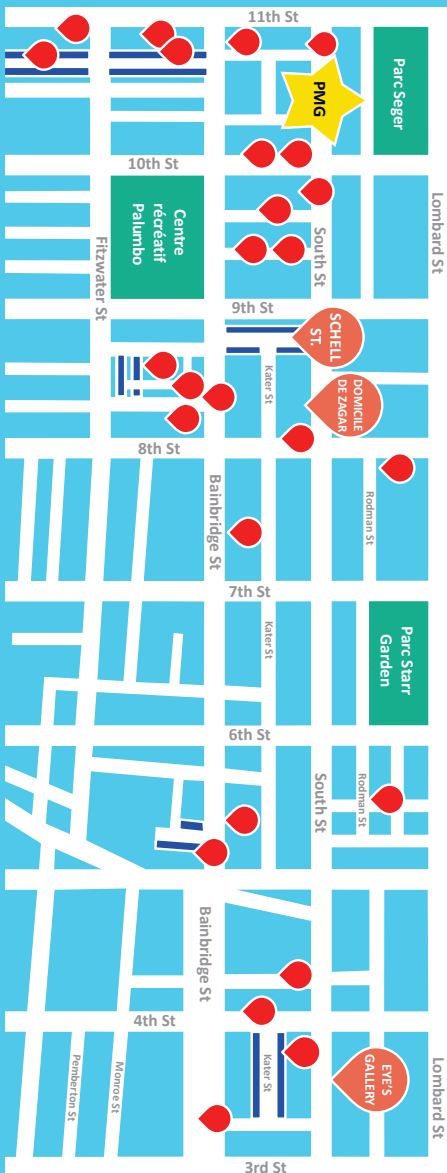 11th St
Parc Seger
PMG
10th St
Lombard St
Centre
récréatif
Palumbo
South St
Fitzwater St
9th St
SCHELL
ST.
DOMICILE
DE ZAGAR
Kater St
8th St
Rodman St
Bainbridge St
7th St
Kater St
Parc Starr
Garden
6th St
South St
Rodman St
Bainbridge St
4th St
Kater St
EYE'S
GALLERY
Lombard St
Monroe St
Pemberton St
3rd St